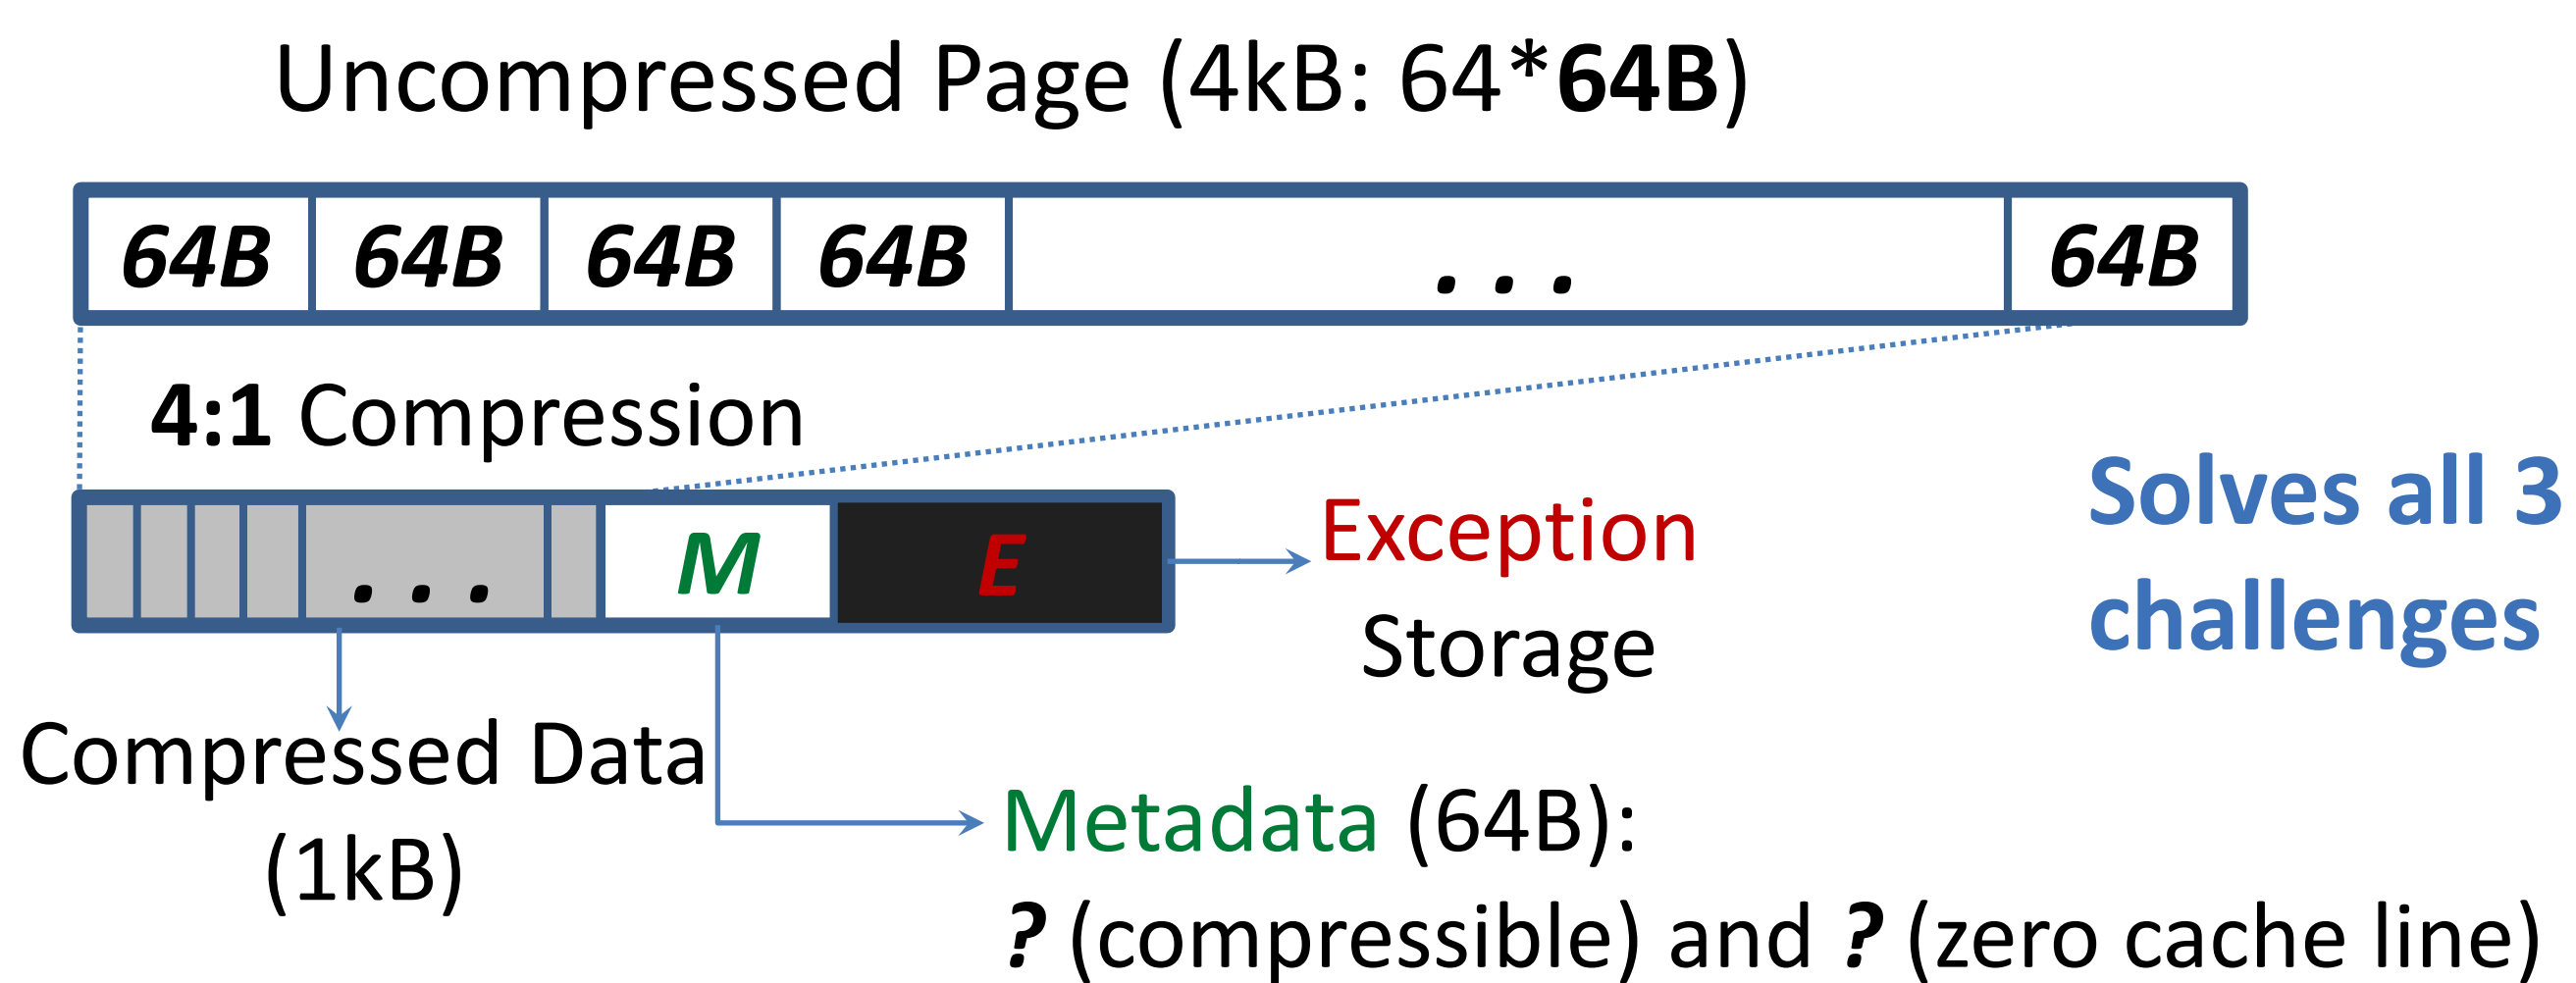 Uncompressed Page (4kB: 64*64B)
64B 64B 64B 64B . . . 64B
4:1 Compression
Solves all 3
challenges
. . . M E
Exception
Storage
Compressed Data
(1kB)
Metadata (64B):
? (compressible) and ? (zero cache line)